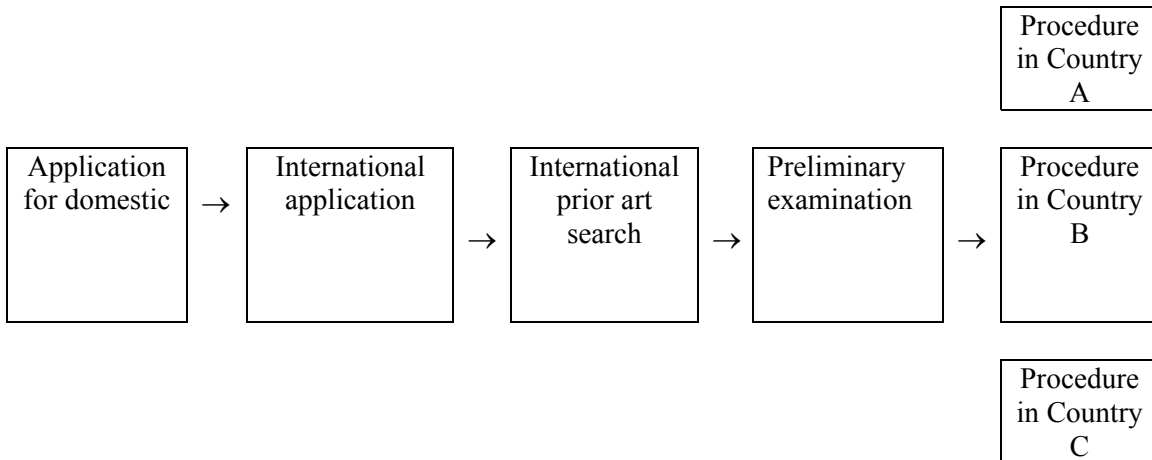 Procedure
in Country
A
Application
for domestic
→
International
application
→
International
prior art
search
→
Preliminary
examination
→
Procedure
in Country
B
Procedure
in Country
C